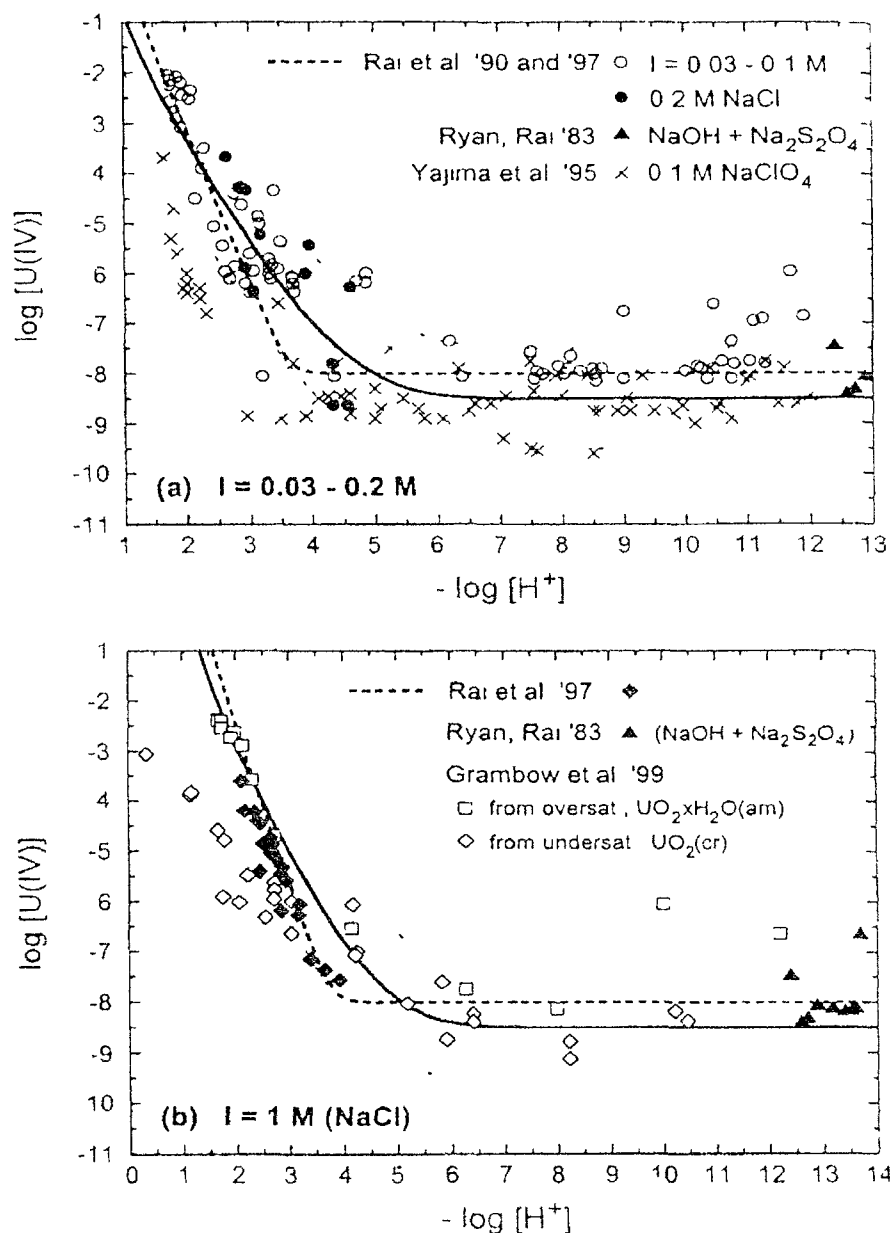 -1
-2
-3
-4
-5
-6
-7
-8
-9
-10
-11
log [U(IV)]
Rai et al '90 and '97 I = 0 03 - 0 1 M
0 2 M NaCl
Ryan, Rai '83 NaOH + Na₂S₂O₄
Yajima et al '95 0 1 M NaClO₄
(a) I = 0.03 - 0.2 M
1 2 3 4 5 6 7 8 9 10 11 12 13
- log [H⁺]
1
-2
-3
-4
-5
6
-7
-8
-9
10
-11
log [U(IV)]
Rai et al '97
Ryan, Rai '83 (NaOH + Na₂S₂O₄)
Grambow et al '99
from oversat , UO₂xH₂O(am)
from undersat UO₂(cr)
(b) I = 1 M (NaCl)
0 1 2 3 4 5 6 7 8 9 10 11 12 13 14
- log [H⁺]